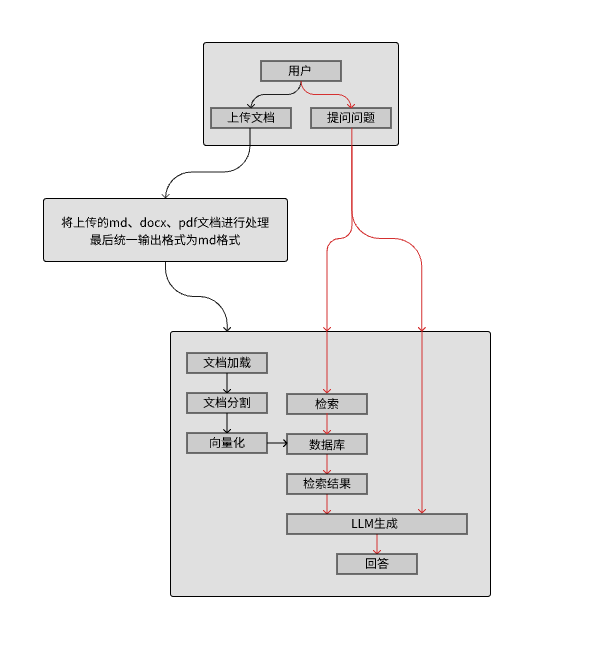 用户
上传文档
提问问题
将上传的md、docx、pdf文档进行处理
最后统一输出格式为md格式
文档加载
文档分割
向量化
检索
数据库
检索结果
LLM生成
回答